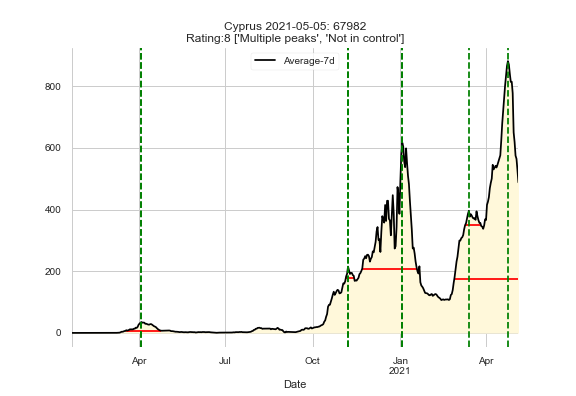 Cyprus 2021-05-05: 67982
Rating:8 ['Multiple peaks', 'Not in control']
Average-7d
800
600
400
200
0
Apr
Jul
Oct
Jan
2021
Apr
Date